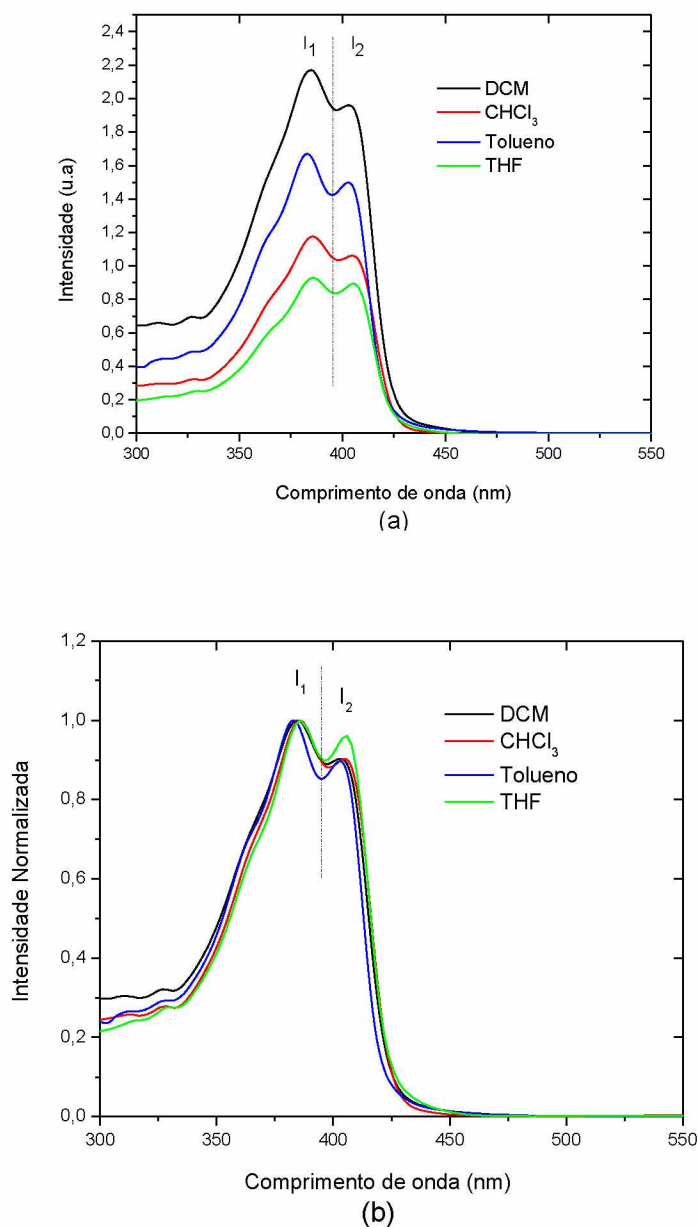 2,4
2,2
2,0
1,8
1,6
1,4
1,2
1,0
0,8
0,6
0,4
0,2
0,0
Intensidade (u.a)
I1 I2
DCM
CHCl3
Tolueno
THF
300 350 400 450 500 550
Comprimento de onda (nm)
(a)
1,2
1,0
0,8
0,6
0,4
0,2
0,0
Intensidade Normalizada
I1
I2
DCM
CHCl3
Tolueno
THF
300 350 400 450 500 550
Comprimento de onda (nm)
(b)